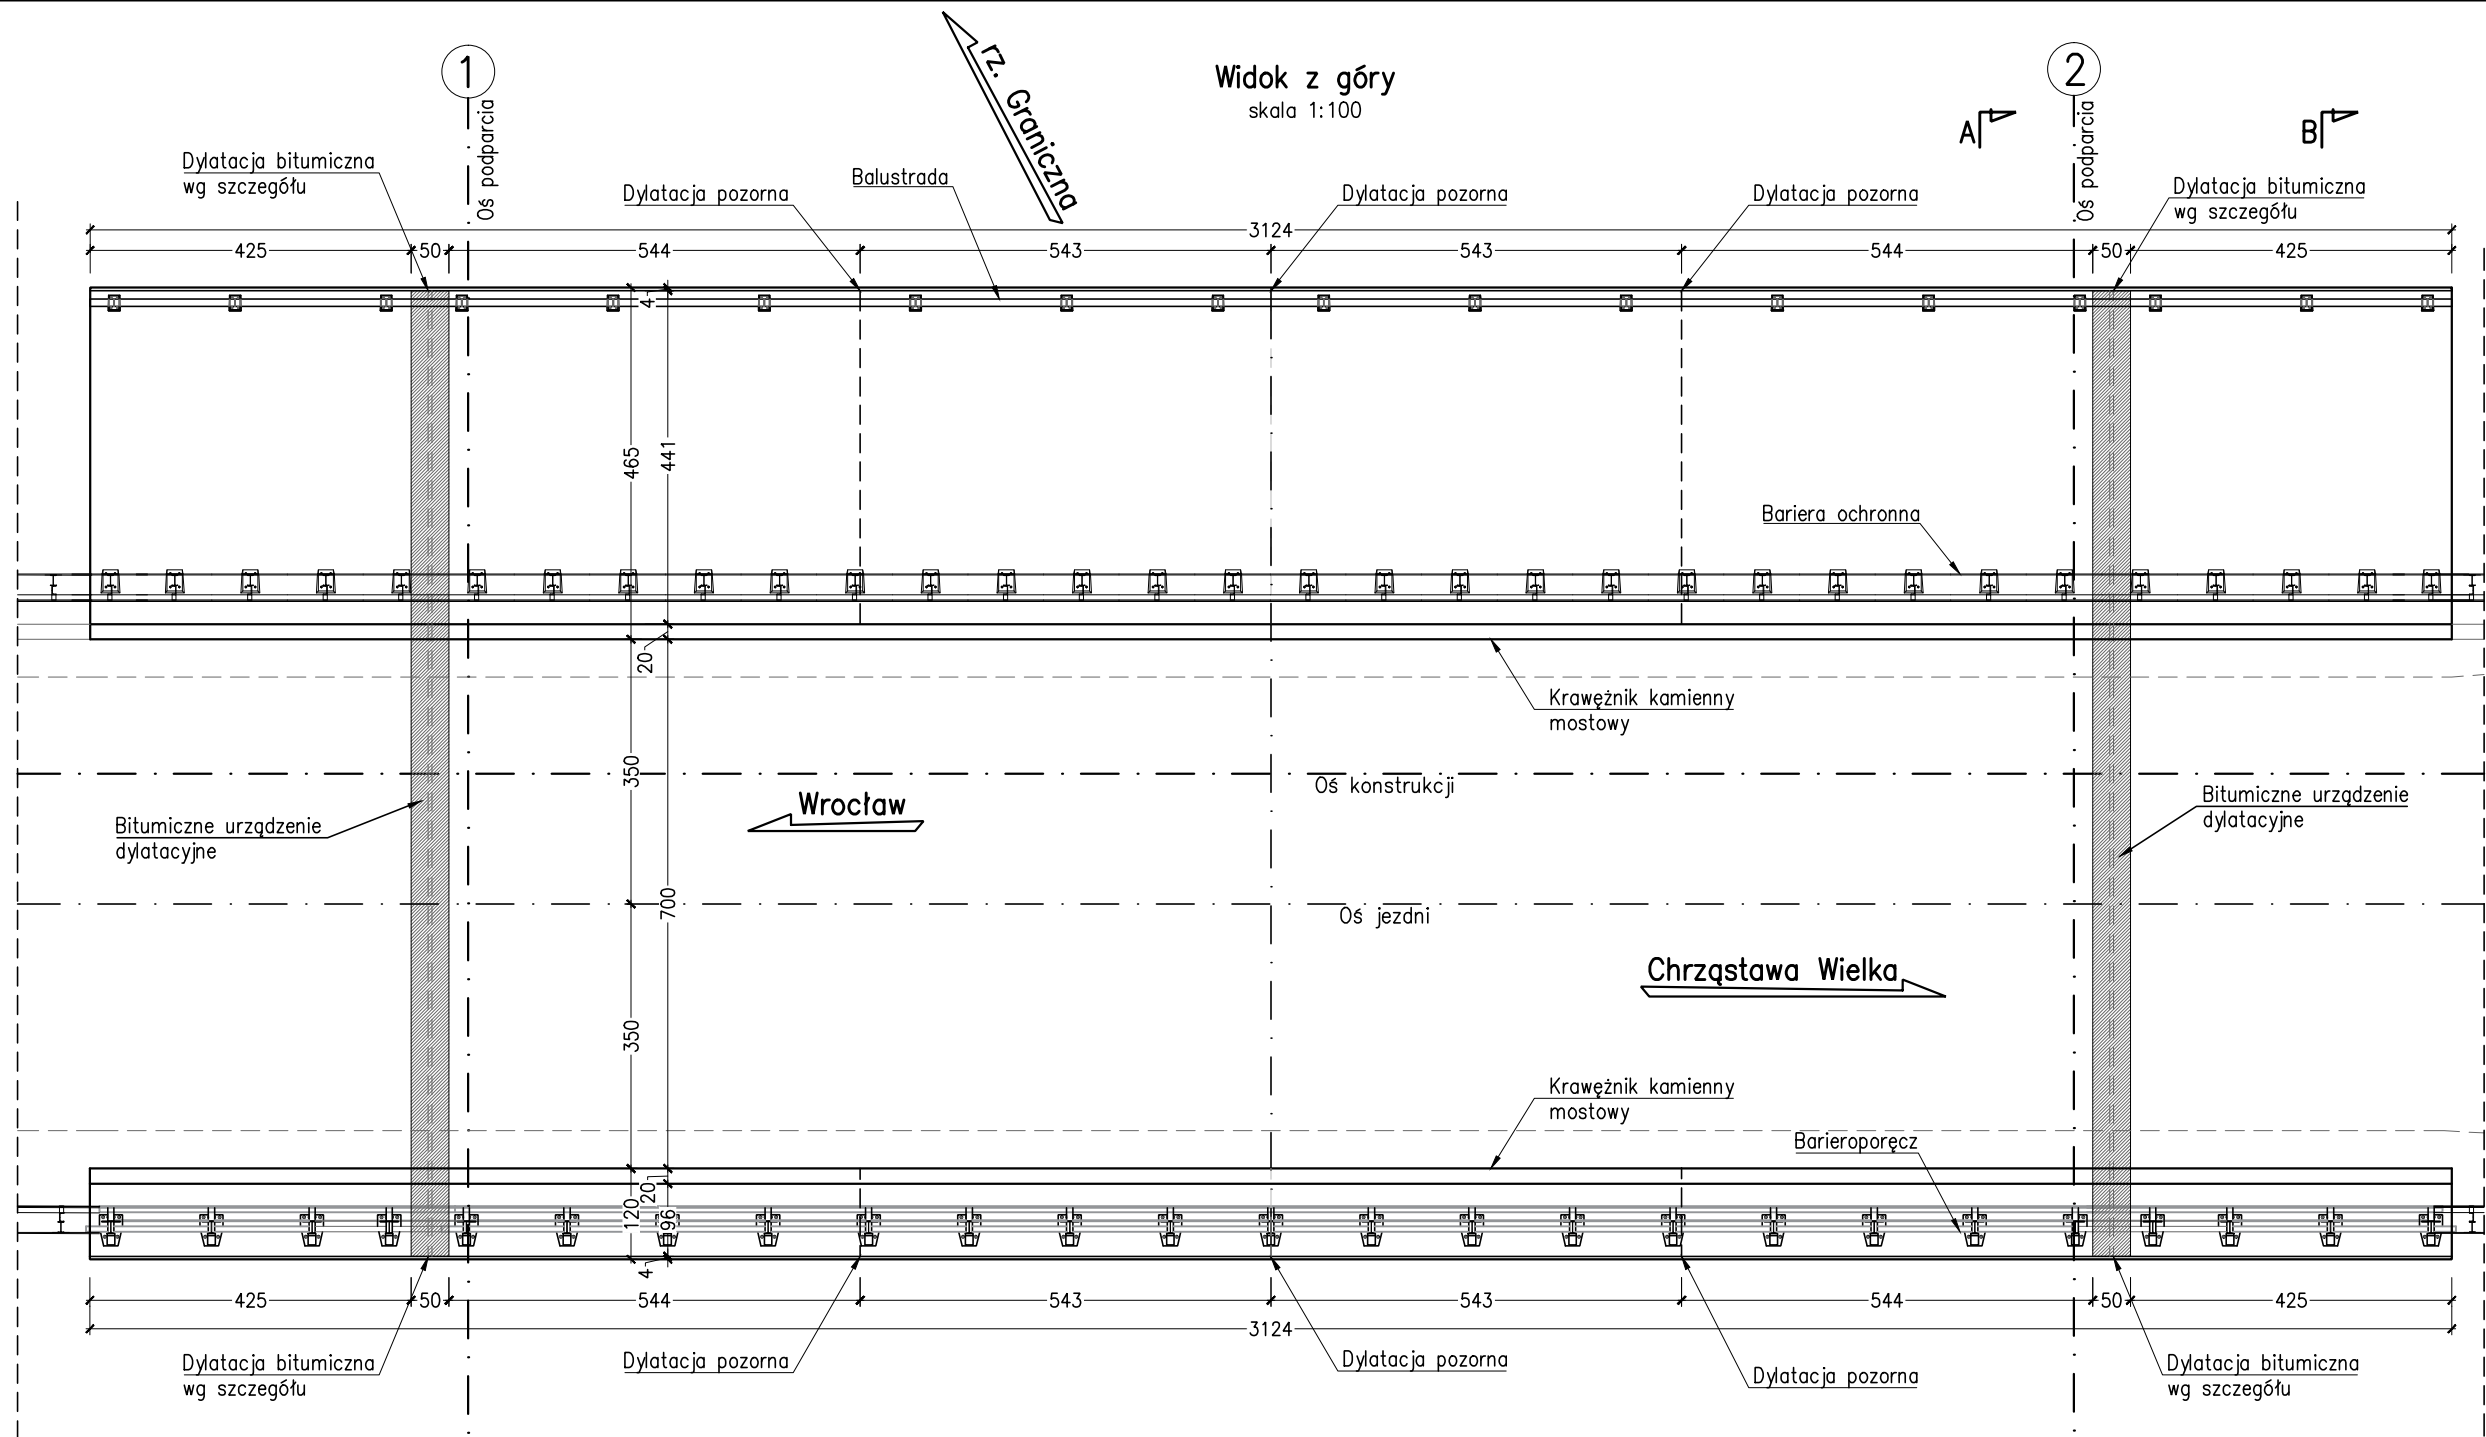 1
Oś podparcia
rz. Graniczna
Widok z góry
skala 1:100
2
Oś podparcia
A
B
Dylatacja bitumiczna
wg szczegółu
Dylatacja pozorna
Balustrada
Dylatacja pozorna
Dylatacja pozorna
Dylatacja bitumiczna
wg szczegółu
3124
425
50
544
543
543
544
50
425
4
465
441
Bariera ochronna
20
Krawężnik kamienny
mostowy
350
Oś konstrukcji
Wrocław
Bitumiczne urządzenie
dylatacyjne
Bitumiczne urządzenie
dylatacyjne
700
Oś jezdni
Chrząstawa Wielka
350
Krawężnik kamienny
mostowy
Barieroporęcz
120
20
96
4
425
50
544
543
543
544
50
425
3124
Dylatacja bitumiczna
wg szczegółu
Dylatacja pozorna
Dylatacja pozorna
Dylatacja pozorna
Dylatacja bitumiczna
wg szczegółu